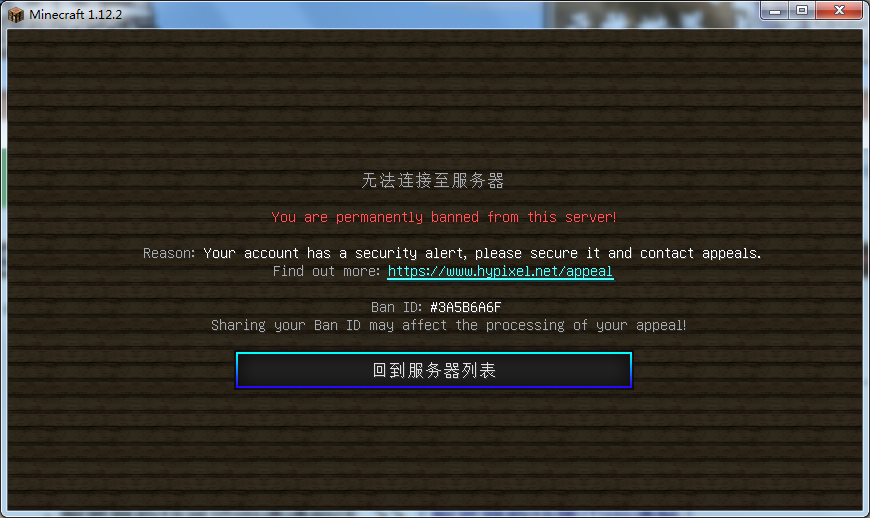 Minecraft 1.12.2
无法连接至服务器
You are permanently banned from this server!
Reason: Your account has a security alert, please secure it and contact appeals.
Find out more: https://www.hypixel.net/appeal
Ban ID: #3A5B6A6F
Sharing your Ban ID may affect the processing of your appeal!
回到服务器列表